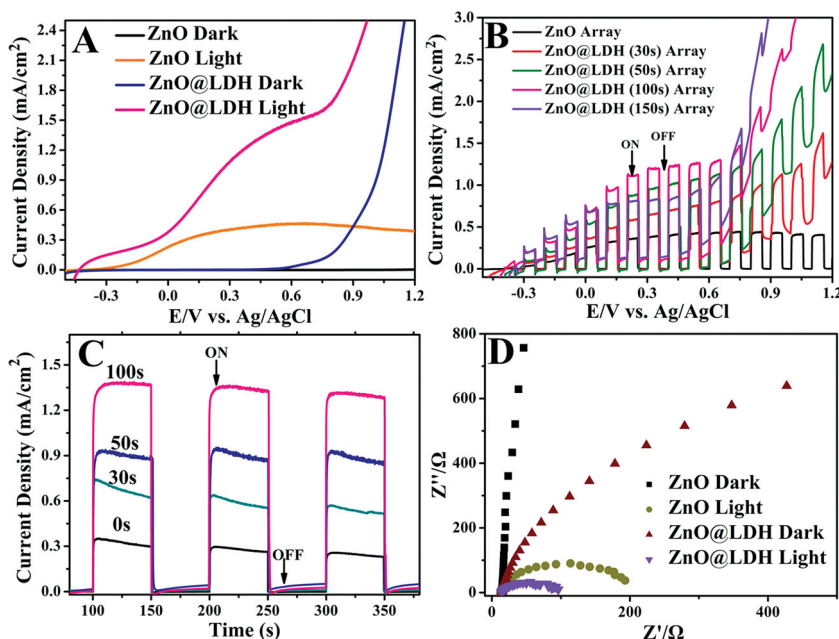 A
ZnO Dark
ZnO Light
ZnO@LDH Dark
ZnO@LDH Light
Current Density (mA/cm²)
2.4
2.1
1.8
1.5
1.2
0.9
0.6
0.3
0.0
-0.3 0.0 0.3 0.6 0.9 1.2
E/V vs. Ag/AgCl
B
ZnO Array
ZnO@LDH (30s) Array
ZnO@LDH (50s) Array
ZnO@LDH (100s) Array
ZnO@LDH (150s) Array
ON
OFF
Current Density (mA/cm²)
3.0
2.5
2.0
1.5
1.0
0.5
0.0
-0.3 0.0 0.3 0.6 0.9 1.2
E/V vs. Ag/AgCl
C
ON
100s
50s
30s
0s
OFF
Current Density (mA/cm²)
1.5
1.2
0.9
0.6
0.3
0.0
100 150 200 250 300 350
Time (s)
D
ZnO Dark
ZnO Light
ZnO@LDH Dark
ZnO@LDH Light
Z''/Ω
800
600
400
200
0
0 200 400
Z'/Ω